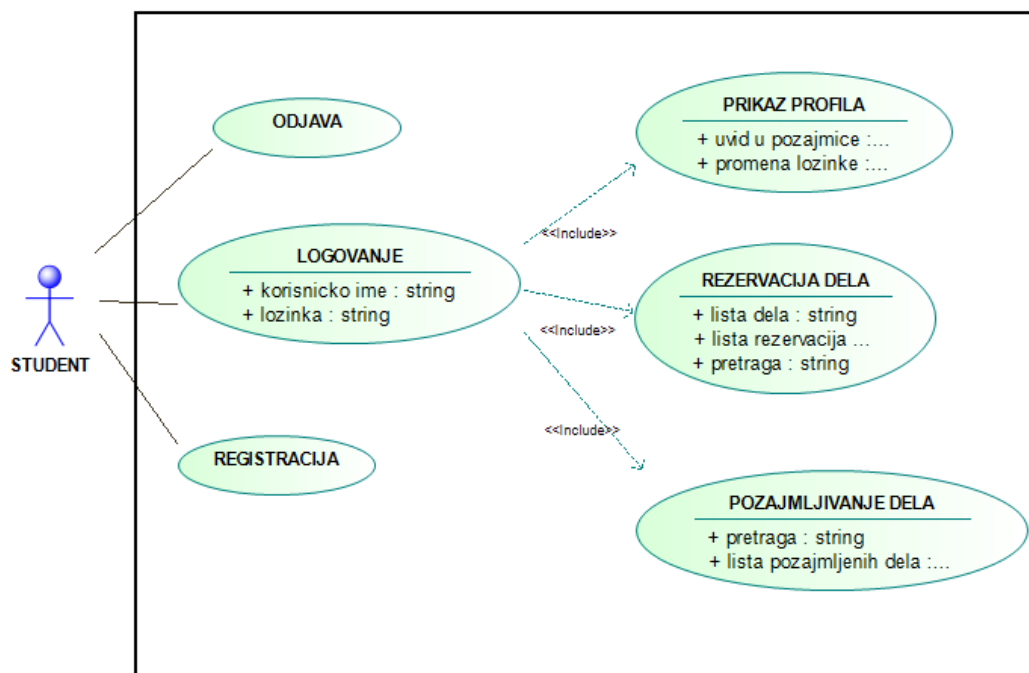 ODJAVA
LOGOVANJE
+ korisnicko ime : string
+ lozinka : string
STUDENT
REGISTRACIJA
<<Include>>
<<Include>>
<<Include>>
PRIKAZ PROFILA
+ uvid u pozajmice :...
+ promena lozinke :...
REZERVACIJA DELA
+ lista dela : string
+ lista rezervacija ...
+ pretraga : string
POZAJMLJIVANJE DELA
+ pretraga : string
+ lista pozajmljenih dela :...